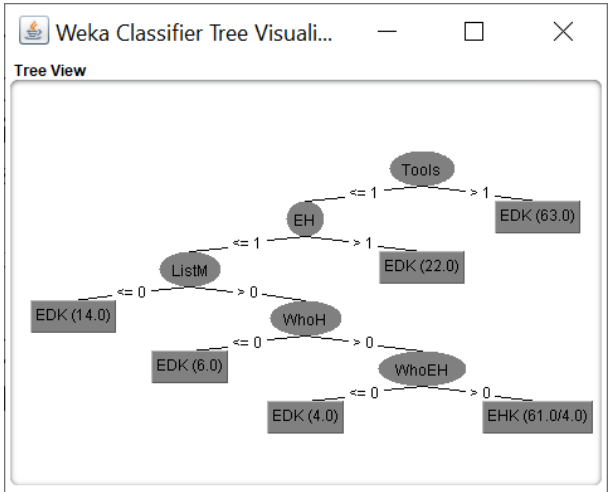 Weka Classifier Tree Visuali...
Tree View
Tools
<= 1
> 1
EH
EDK (63.0)
<= 1
> 1
ListM
EDK (22.0)
<= 0
> 0
EDK (14.0)
WhoH
<= 0
> 0
EDK (6.0)
WhoEH
<= 0
> 0
EDK (4.0)
EHK (61.0/4.0)